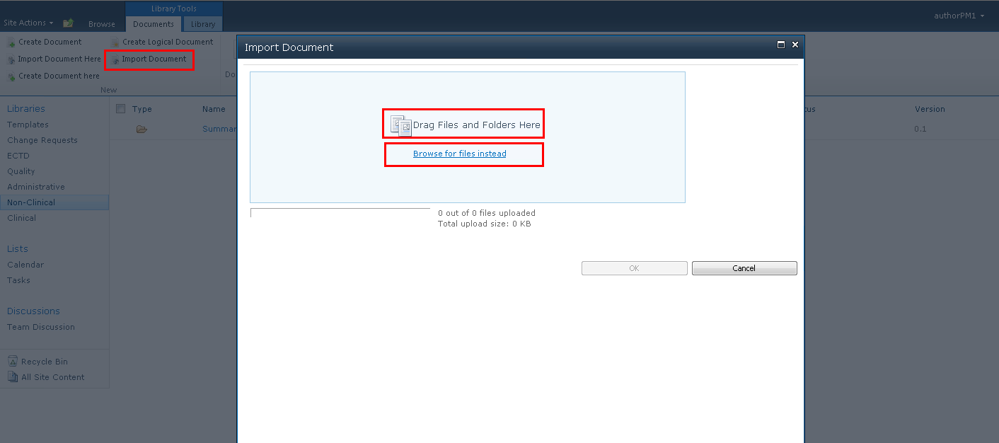 Library Tools
Site Actions
Browse
Documents
Library
authorPM1
Create Document
Create Logical Document
Import Document Here
Import Document
Create Document here
Do
New
Import Document
Drag Files and Folders Here
Browse for files instead
0 out of 0 files uploaded
Total upload size: 0 KB
OK
Cancel
Libraries
Templates
Change Requests
ECTD
Quality
Administrative
Non-Clinical
Clinical
Lists
Calendar
Tasks
Discussions
Team Discussion
Recycle Bin
All Site Content
Type
Name
tus
Version
Summar
0.1